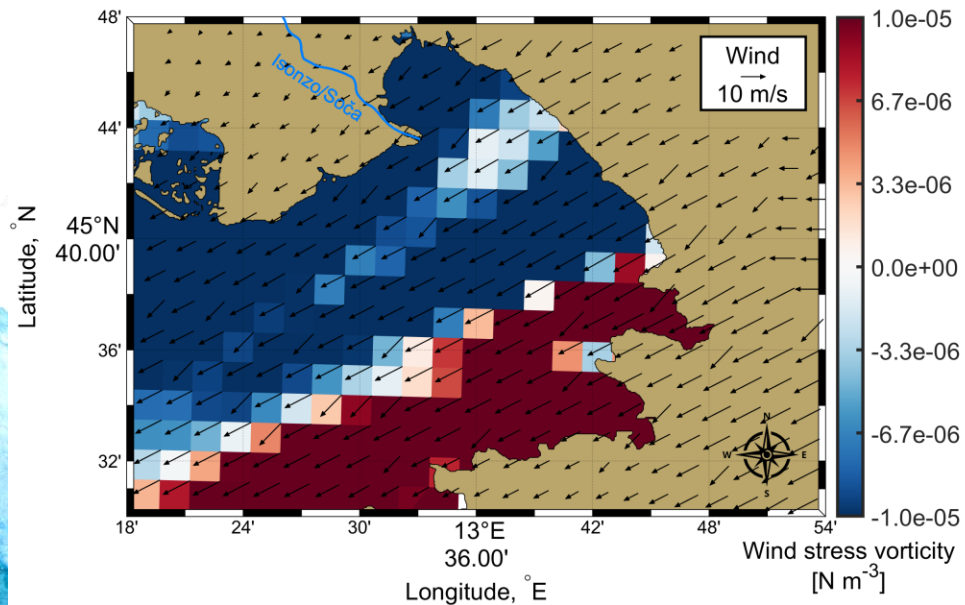 48'
44'
45°N
40.00'
36'
32'
Latitude, °N
18'
24'
30'
13°E
36.00'
42'
48'
54'
Longitude, °E
Isonzo/Soča
Wind
10 m/s
N
W
E
S
1.0e-05
6.7e-06
3.3e-06
0.0e+00
-3.3e-06
-6.7e-06
-1.0e-05
Wind stress vorticity
[N m⁻³]